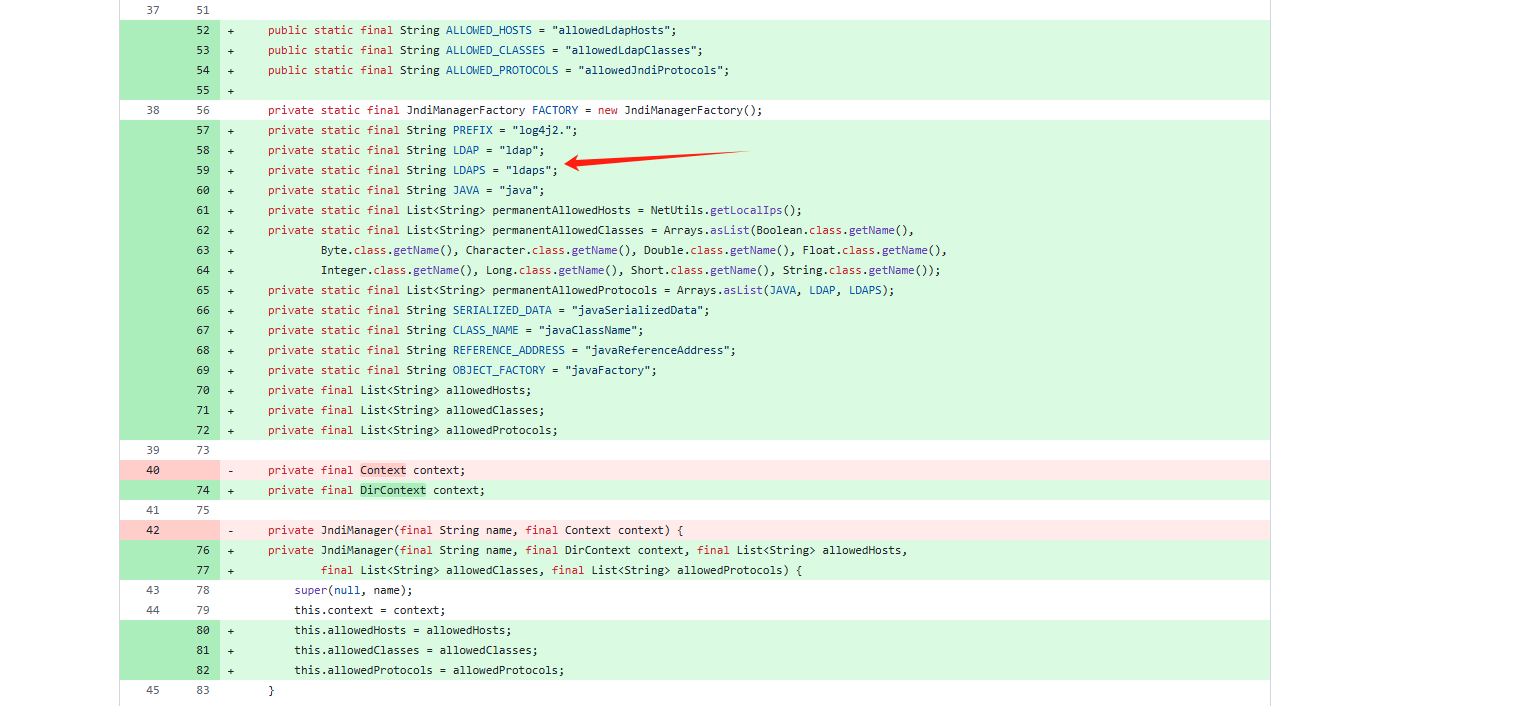 37 51
52 + public static final String ALLOWED_HOSTS = "allowedLdapHosts";
53 + public static final String ALLOWED_CLASSES = "allowedLdapClasses";
54 + public static final String ALLOWED_PROTOCOLS = "allowedJndiProtocols";
55 +
38 56 private static final JndiManagerFactory FACTORY = new JndiManagerFactory();
57 + private static final String PREFIX = "log4j2.";
58 + private static final String LDAP = "ldap";
59 + private static final String LDAPS = "ldaps";
60 + private static final String JAVA = "java";
61 + private static final List<String> permanentAllowedHosts = NetUtils.getLocalIps();
62 + private static final List<String> permanentAllowedClasses = Arrays.asList(Boolean.class.getName(),
63 + Byte.class.getName(), Character.class.getName(), Double.class.getName(), Float.class.getName(),
64 + Integer.class.getName(), Long.class.getName(), Short.class.getName(), String.class.getName());
65 + private static final List<String> permanentAllowedProtocols = Arrays.asList(JAVA, LDAP, LDAPS);
66 + private static final String SERIALIZED_DATA = "javaSerializedData";
67 + private static final String CLASS_NAME = "javaClassName";
68 + private static final String REFERENCE_ADDRESS = "javaReferenceAddress";
69 + private static final String OBJECT_FACTORY = "javaFactory";
70 + private final List<String> allowedHosts;
71 + private final List<String> allowedClasses;
72 + private final List<String> allowedProtocols;
39 73
40 - private final Context context;
74 + private final DirContext context;
41 75
42 - private JndiManager(final String name, final Context context) {
76 + private JndiManager(final String name, final DirContext context, final List<String> allowedHosts,
77 + final List<String> allowedClasses, final List<String> allowedProtocols) {
43 78 super(null, name);
44 79 this.context = context;
80 + this.allowedHosts = allowedHosts;
81 + this.allowedClasses = allowedClasses;
82 + this.allowedProtocols = allowedProtocols;
45 83 }